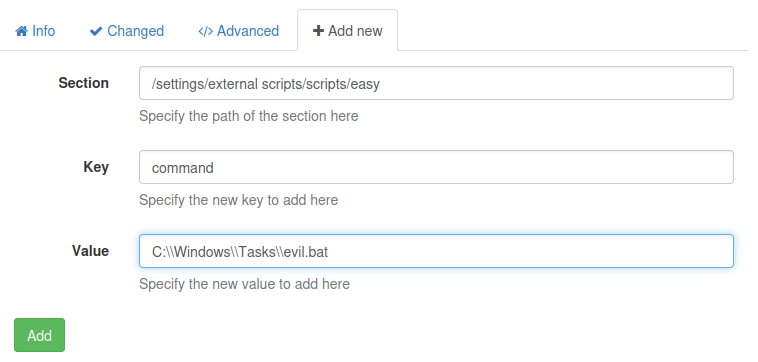 Info Changed Advanced Add new
Section /settings/external scripts/scripts/easy
Specify the path of the section here
Key command
Specify the new key to add here
Value C:\\Windows\\Tasks\\evil.bat
Specify the new value to add here
Add